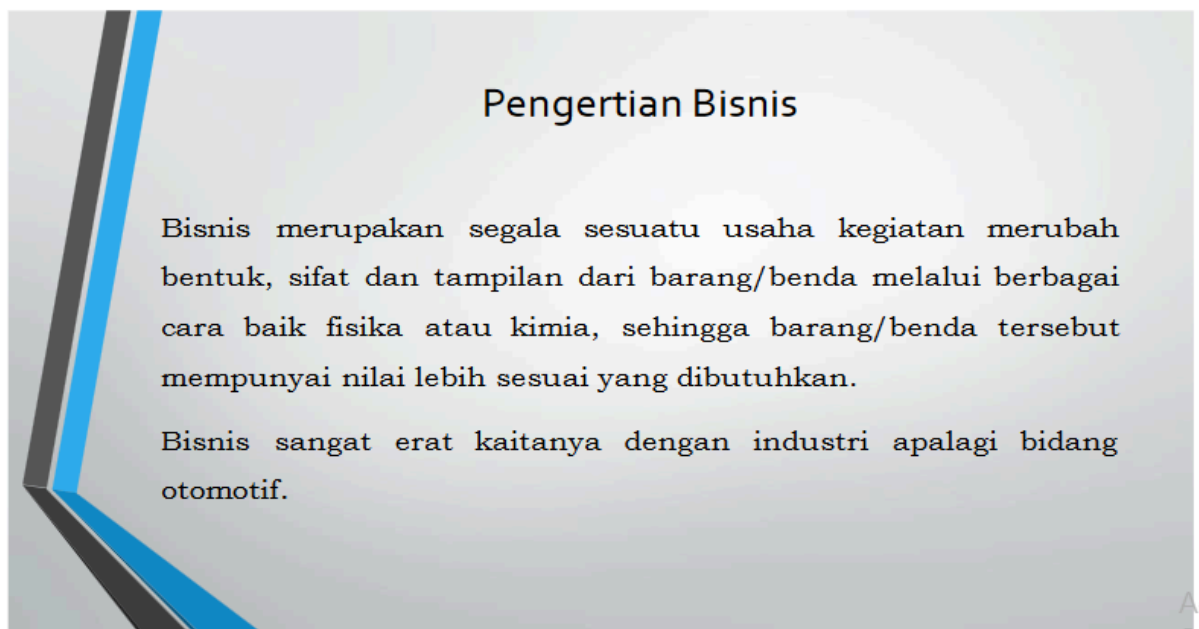 Pengertian Bisnis
Bisnis merupakan segala sesuatu usaha kegiatan merubah
bentuk, sifat dan tampilan dari barang/benda melalui berbagai
cara baik fisika atau kimia, sehingga barang/benda tersebut
mempunyai nilai lebih sesuai yang dibutuhkan.
Bisnis sangat erat kaitanya dengan industri apalagi bidang
otomotif.
A